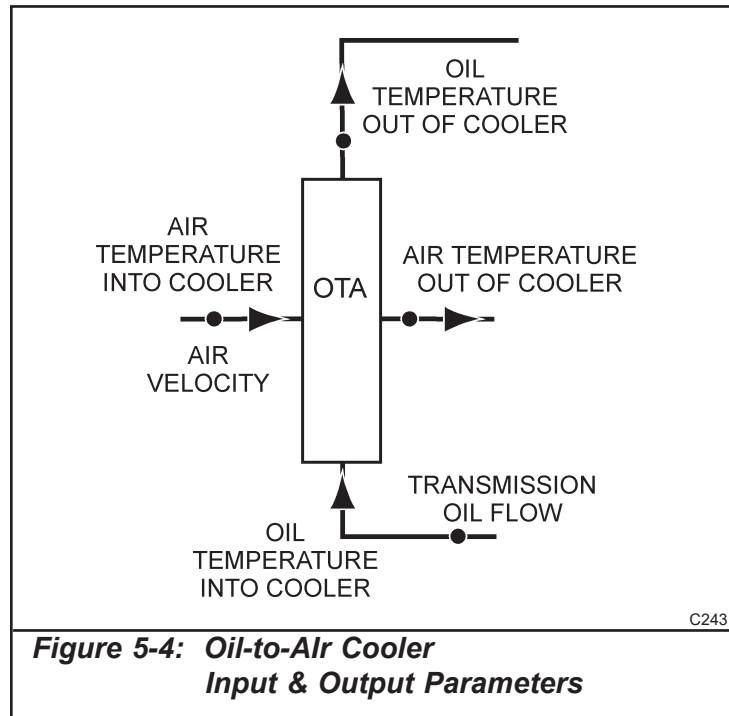 OIL
TEMPERATURE
OUT OF COOLER
AIR
TEMPERATURE
INTO COOLER
AIR TEMPERATURE
OUT OF COOLER
OTA
AIR
VELOCITY
TRANSMISSION
OIL FLOW
OIL
TEMPERATURE
INTO COOLER
C243
Figure 5-4: Oil-to-AIr Cooler
Input & Output Parameters